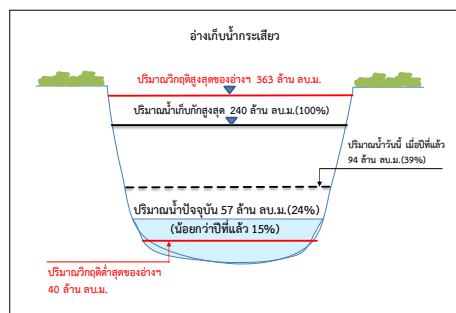 อ่างเก็บน้ำกระเสียว
ปริมาณวิกฤติสูงสุดของอ่างฯ 363 ล้าน ลบ.ม.
ปริมาณน้ำเก็บกักสูงสุด 240 ล้าน ลบ.ม.(100%)
ปริมาณน้ำวันนี้ เมื่อปีที่แล้ว
94 ล้าน ลบ.ม.(39%)
ปริมาณน้ำปัจจุบัน 57 ล้าน ลบ.ม.(24%)
(น้อยกว่าปีที่แล้ว 15%)
ปริมาณวิกฤติต่ำสุดของอ่างฯ
40 ล้าน ลบ.ม.